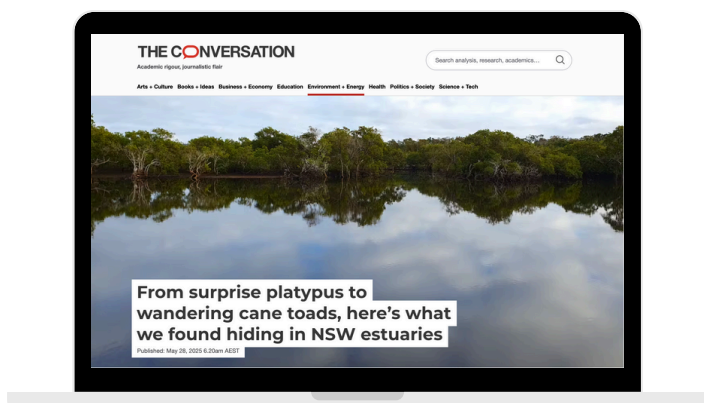 THE CONVERSATION
Academic rigour, journalistic flair
Search analysis, research, academics...
Arts + Culture Books + Ideas Business + Economy Education Environment + Energy Health Politics + Society Science + Tech
From surprise platypus to
wandering cane toads, here’s what
we found hiding in NSW estuaries
Published: May 28, 2025 6.20am AEST